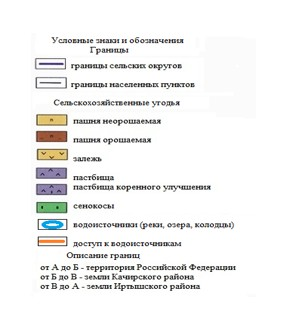 Условные знаки и обозначения
Границы
границы сельских округов
границы населенных пунктов
Сельскохозяйственные угодья
пашня неорошаемая
пашня орошаемая
залежь
пастбища
пастбища коренного улучшения
сенокосы
водоисточники (реки, озера, колодцы)
доступ к водоисточникам
Описание границ
от А до Б - территория Российской Федерации
от Б до В - земли Качирского района
от В до А - земли Иртышского района